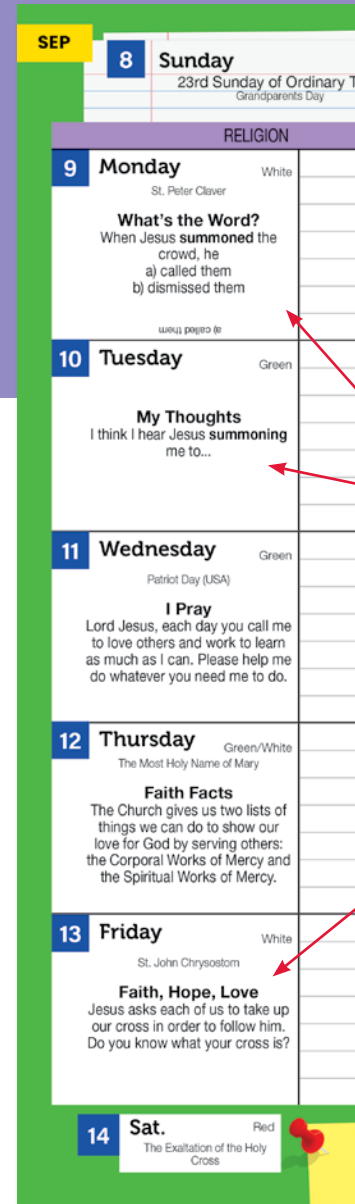 SEP
8 Sunday
23rd Sunday of Ordinary T
Grandparents Day
RELIGION
9 Monday White
St. Peter Claver
What's the Word?
When Jesus summoned the
crowd, he
a) called them
b) dismissed them
a) called them
10 Tuesday Green
My Thoughts
I think I hear Jesus summoning
me to...
11 Wednesday Green
Patriot Day (USA)
I Pray
Lord Jesus, each day you call me
to love others and work to learn
as much as I can. Please help me
do whatever you need me to do.
12 Thursday Green/White
The Most Holy Name of Mary
Faith Facts
The Church gives us two lists of
things we can do to show our
love for God by serving others:
the Corporal Works of Mercy and
the Spiritual Works of Mercy.
13 Friday White
St. John Chrysostom
Faith, Hope, Love
Jesus asks each of us to take up
our cross in order to follow him.
Do you know what your cross is?
14 Sat. Red
The Exaltation of the Holy
Cross